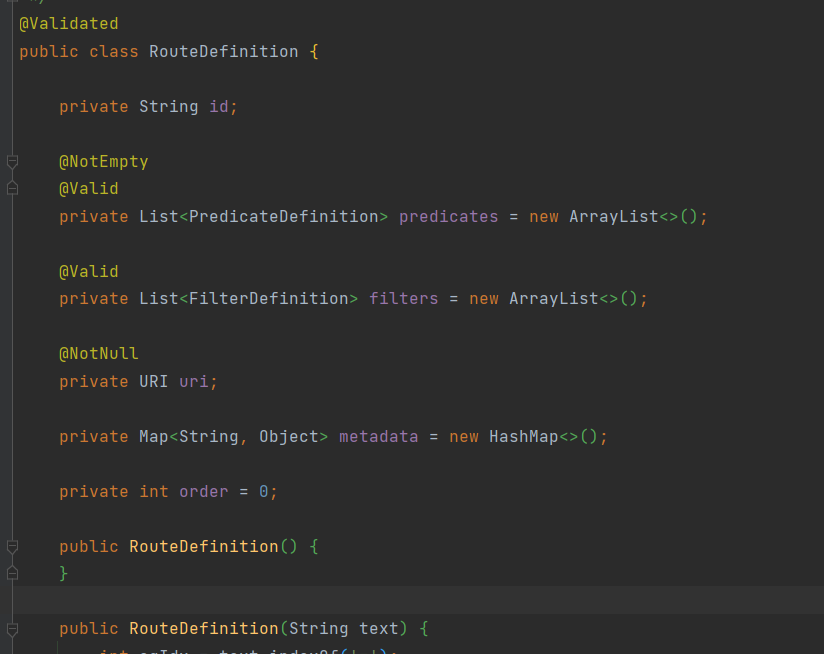 @Validated
public class RouteDefinition {
private String id;
@NotEmpty
@Valid
private List<PredicateDefinition> predicates = new ArrayList<>();
@Valid
private List<FilterDefinition> filters = new ArrayList<>();
@NotNull
private URI uri;
private Map<String, Object> metadata = new HashMap<>();
private int order = 0;
public RouteDefinition() {
}
public RouteDefinition(String text) {